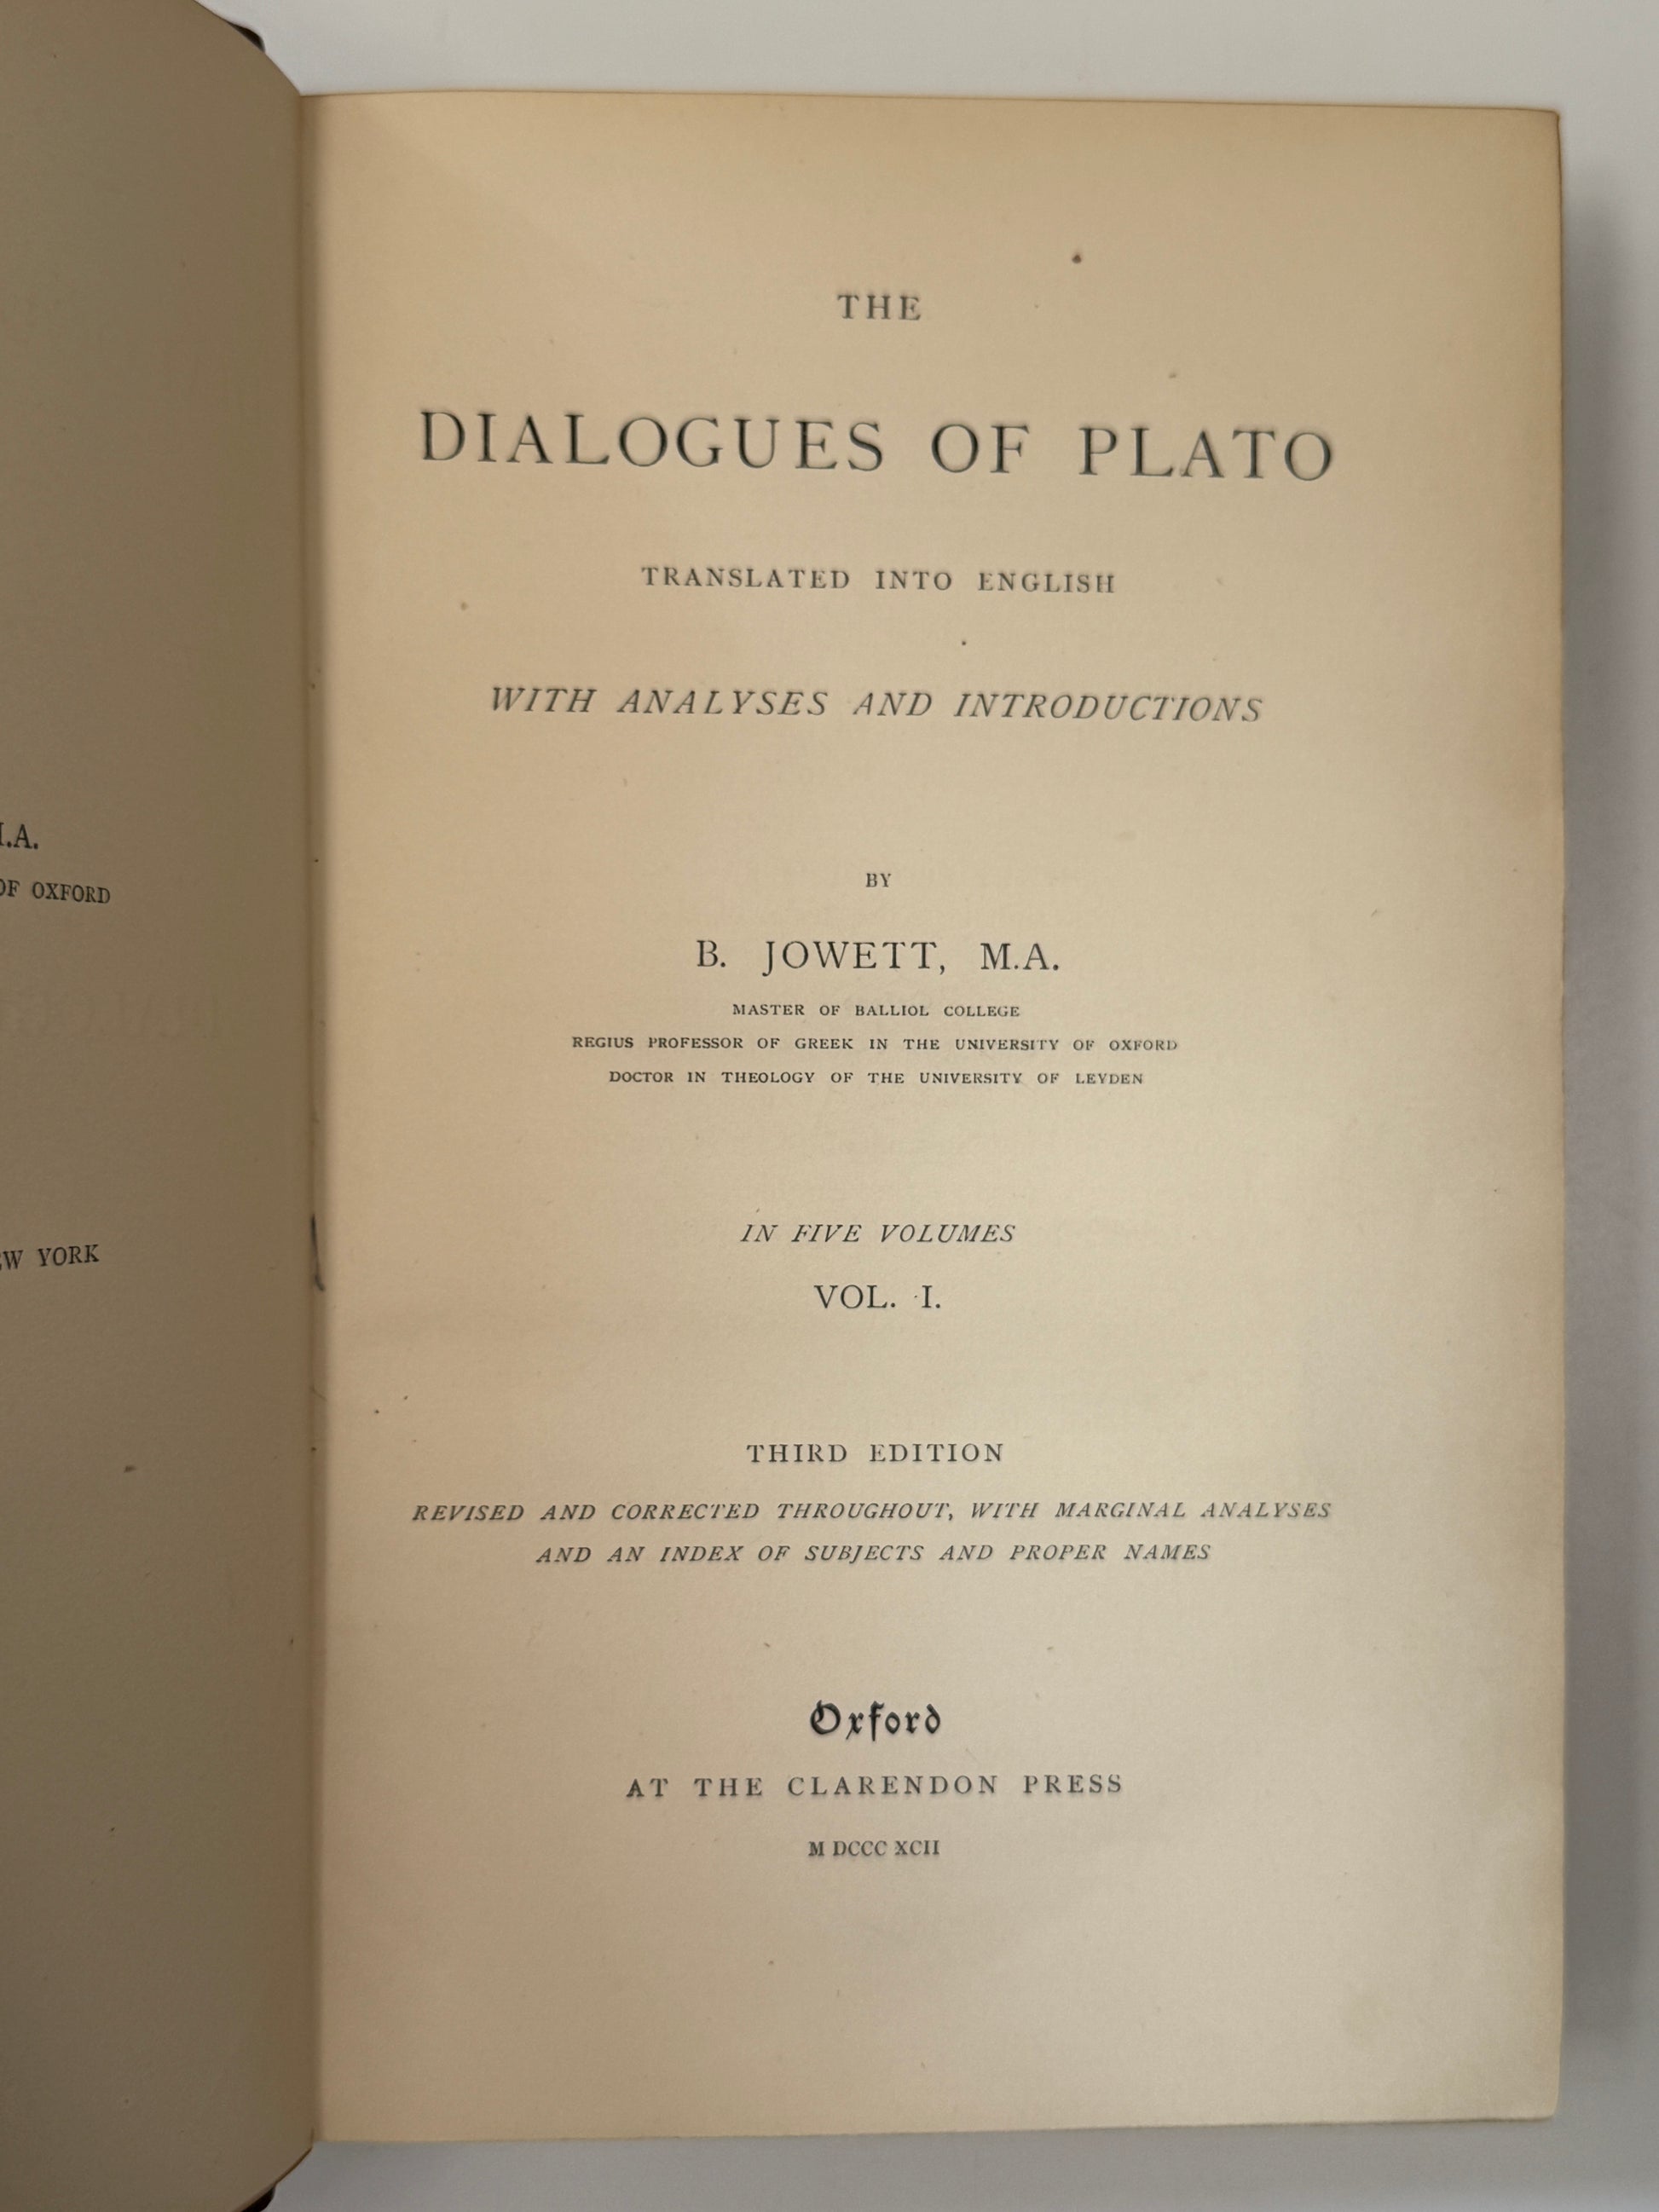 OF OXFORD
YORK
THE
DIALOGUES OF PLATO
TRANSLATED INTO ENGLISH
WITH ANALYSES AND INTRODUCTIONS
BY
B. JOWETT, M.A.
MASTER OF BALLIOL COLLEGE
REGIUS PROFESSOR OF GREEK IN THE UNIVERSITY OF OXFORD
DOCTOR IN THEOLOGY OF THE UNIVERSITY OF LEYDEN
IN FIVE VOLUMES
VOL. I.
THIRD EDITION
REVISED AND CORRECTED THROUGHOUT, WITH MARGINAL ANALYSES
AND AN INDEX OF SUBJECTS AND PROPER NAMES
Oxford
AT THE CLARENDON PRESS
M DCCC XCII